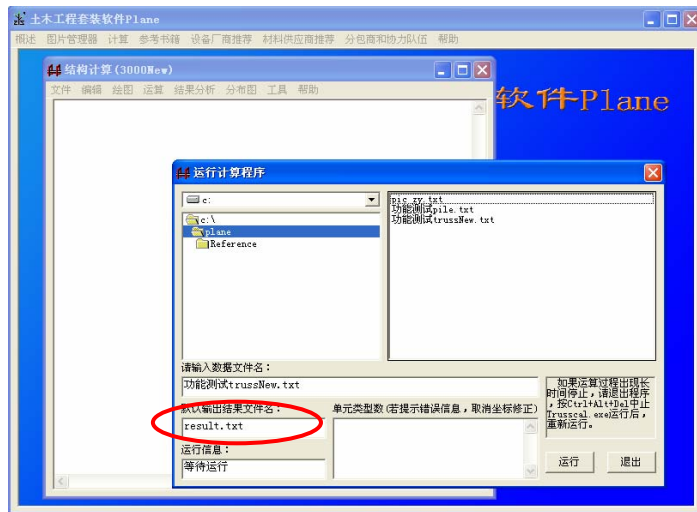 土木工程套装软件Plane
概述 图片管理器 计算 参考书籍 设备厂商推荐 材料供应商推荐 分包商和协力队伍 帮助
结构计算(3000New)
文件 编辑 绘图 运算 结果分析 分布图 工具 帮助
软件Plane
运行计算程序
c:
c:\
plane
Reference
pic_zy.txt
功能测试pile.txt
功能测试trussNew.txt
请输入数据文件名:
功能测试trussNew.txt
默认输出结果文件名:
result.txt
单元类型数(若提示错误信息,取消坐标修正)
运行信息:
等待运行
如果运算过程出现长
时间停止,请退出程序
,按Ctrl+Alt+Del中止
Trusscal.exe运行后,
重新运行。
运行
退出